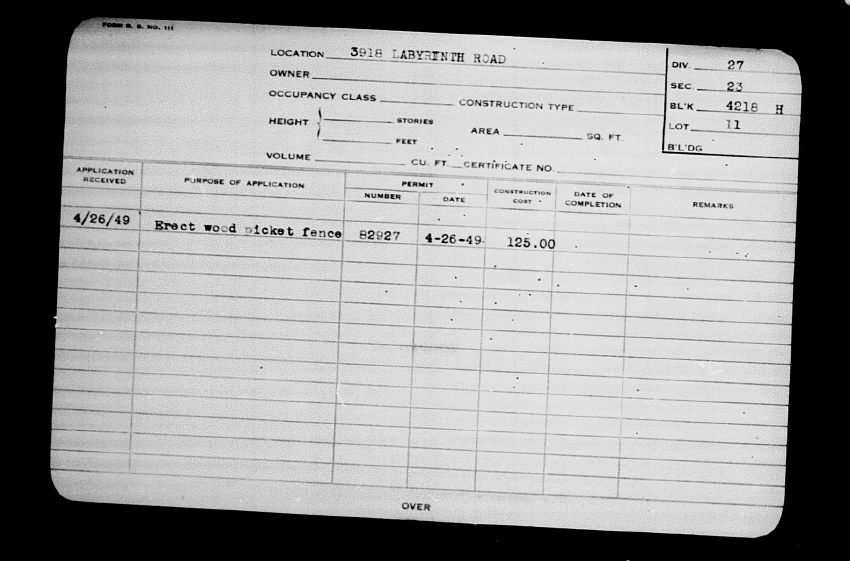 FORM B. B. NO. 111
LOCATION 3918 LABYRINTH ROAD
OWNER
OCCUPANCY CLASS CONSTRUCTION TYPE
HEIGHT STORIES AREA SQ. FT.
FEET
VOLUME CU. FT. CERTIFICATE NO.
DIV. 27
SEC. 23
BL'K 4218 H
LOT 11
B'L'DG
APPLICATION RECEIVED PURPOSE OF APPLICATION PERMIT NUMBER DATE CONSTRUCTION COST DATE OF COMPLETION REMARKS
4/26/49 Erect wood picket fence 82927 4-26-49 125.00
OVER